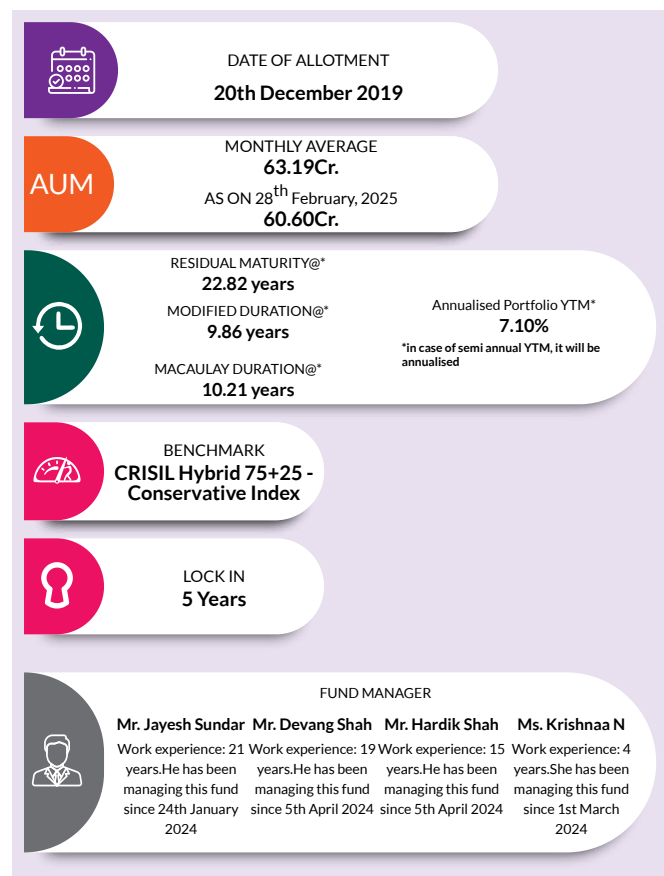 DATE OF ALLOTMENT
20th December 2019
AUM
MONTHLY AVERAGE
63.19Cr.
AS ON 28th February, 2025
60.60Cr.
RESIDUAL MATURITY@*
22.82 years
MODIFIED DURATION@*
9.86 years
MACAULAY DURATION@*
10.21 years
Annualised Portfolio YTM*
7.10%
*in case of semi annual YTM, it will be
annualised
BENCHMARK
CRISIL Hybrid 75+25 -
Conservative Index
LOCK IN
5 Years
FUND MANAGER
Mr. Jayesh Sundar
Work experience: 21
years.He has been
managing this fund
since 24th January
2024
Mr. Devang Shah
Work experience: 19
years.He has been
managing this fund
since 5th April 2024
Mr. Hardik Shah
Work experience: 15
years.He has been
managing this fund
since 5th April 2024
Ms. Krishnaa N
Work experience: 4
years.She has been
managing this fund
since 1st March
2024